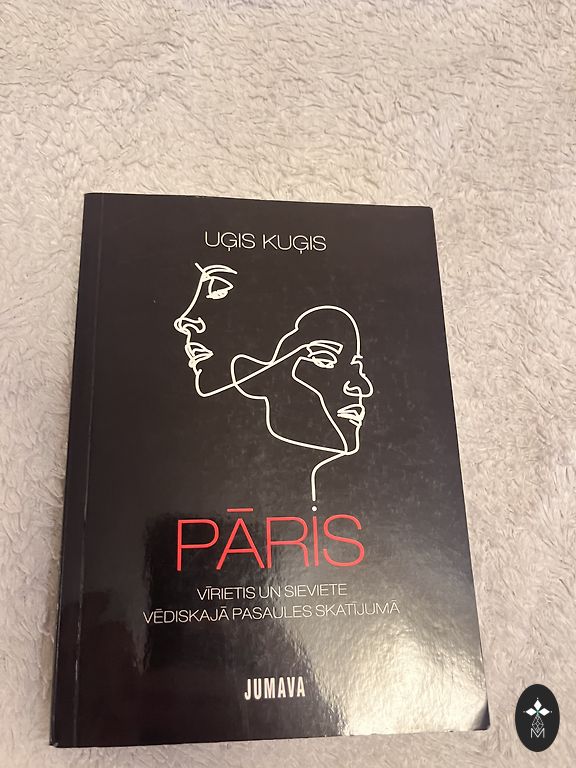 UĢIS KUĢIS
PĀRIS
VĪRIETIS UN SIEVIETE
VĒDISKAJĀ PASAULES SKATĪJUMĀ
JUMAVA